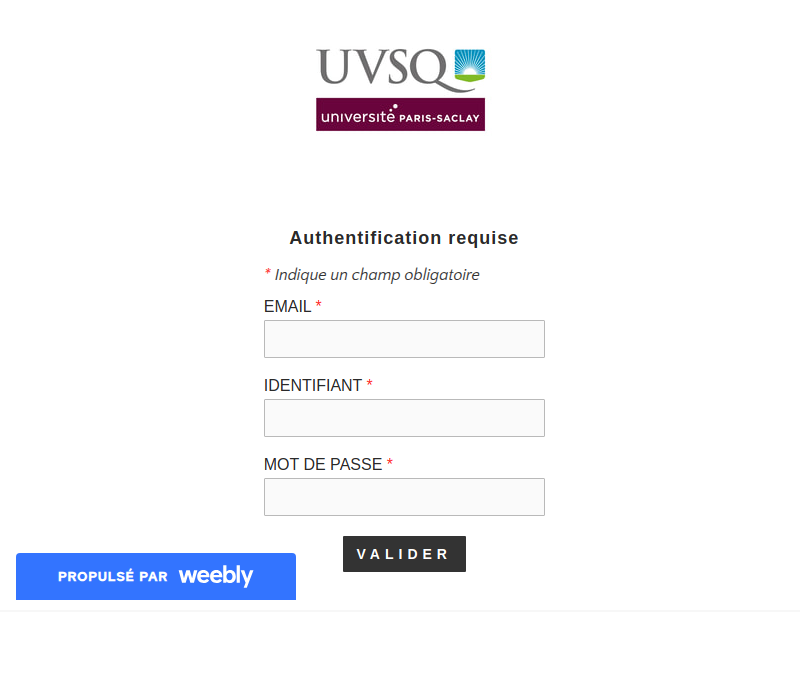 UVSQ
université PARIS-SACLAY
Authentification requise
* Indique un champ obligatoire
EMAIL *
IDENTIFIANT *
MOT DE PASSE *
VALIDER
PROPULSÉ PAR weebly